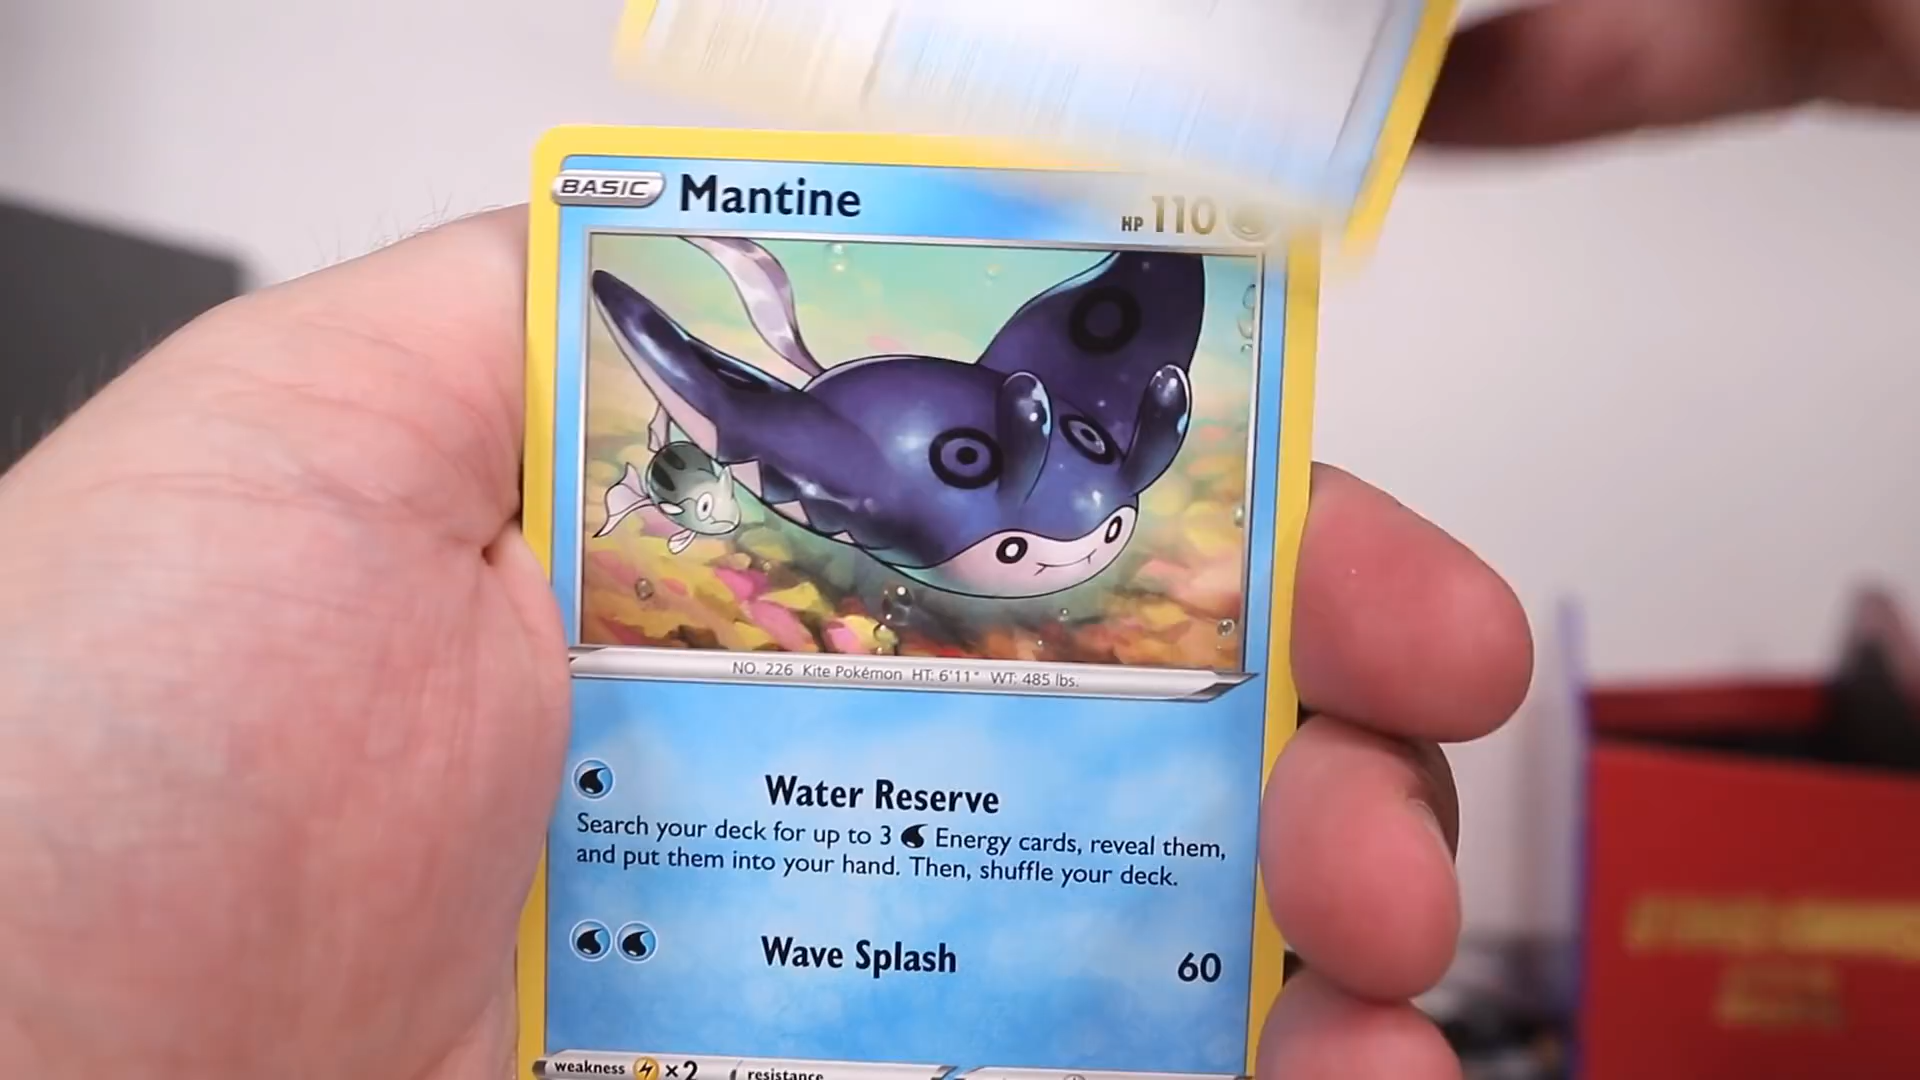 BASIC Mantine HP 110
NO. 226 Kite Pokémon HT: 6'11" WT: 485 lbs.
Water Reserve
Search your deck for up to 3 Energy cards, reveal them,
and put them into your hand. Then, shuffle your deck.
Wave Splash 60
weakness ×2 resistance